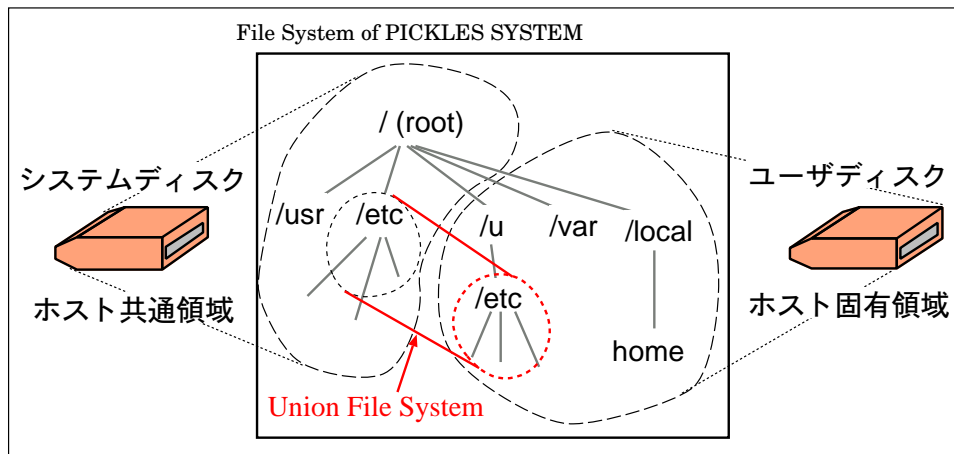 File System of PICKLES SYSTEM
/ (root)
システムディスク
ユーザディスク
/usr
/etc
/u
/var
/local
/etc
ホスト共通領域
ホスト固有領域
home
Union File System